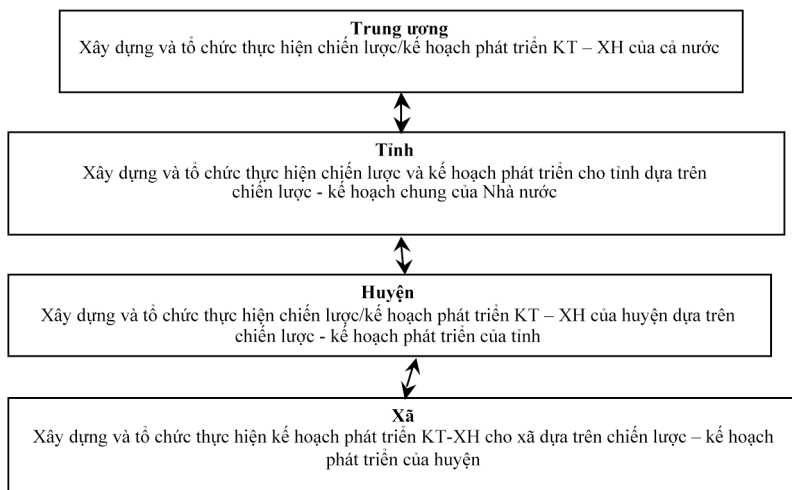 Trung ương
Xây dựng và tổ chức thực hiện chiến lược/kế hoạch phát triển KT – XH của cả nước
Tỉnh
Xây dựng và tổ chức thực hiện chiến lược và kế hoạch phát triển cho tỉnh dựa trên
chiến lược - kế hoạch chung của Nhà nước
Huyện
Xây dựng và tổ chức thực hiện chiến lược/kế hoạch phát triển KT – XH của huyện dựa trên
chiến lược - kế hoạch phát triển của tỉnh
Xã
Xây dựng và tổ chức thực hiện kế hoạch phát triển KT-XH cho xã dựa trên chiến lược – kế hoạch
phát triển của huyện